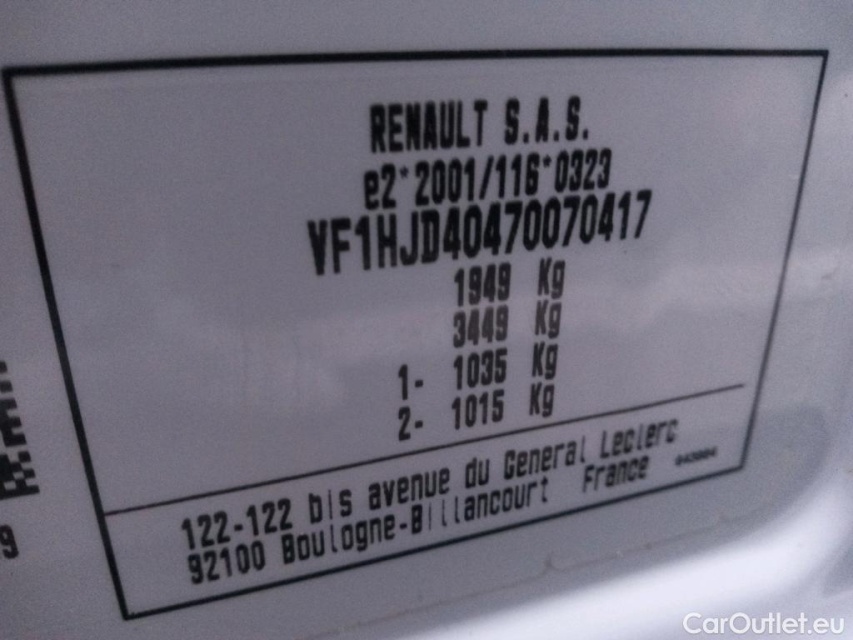 RENAULT S.A.S.
e2*2001/116*0323
VF1HJD40470070417
1949 Kg
3449 Kg
1- 1035 Kg
2- 1015 Kg
122-122 bis avenue du General Leclerc
92100 Boulogne-Billancourt France
9
CarOutlet.eu